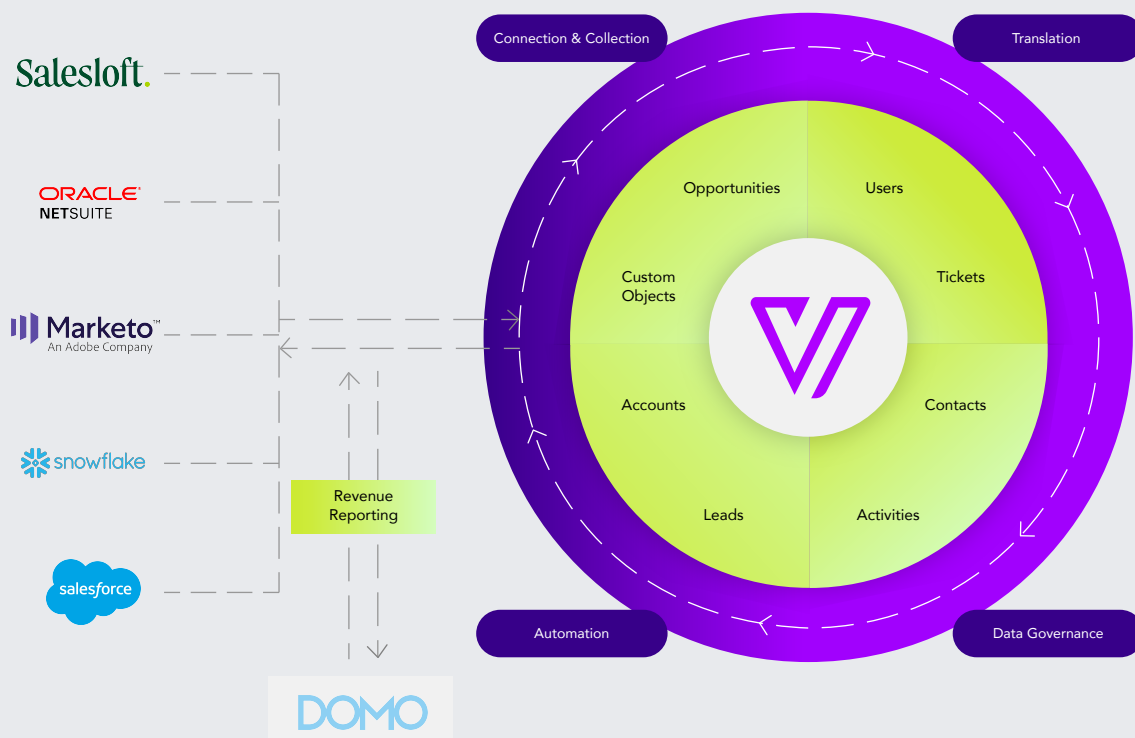 Connection & Collection
Translation
Salesloft.
ORACLE
NETSUITE
Marketo™
An Adobe Company
snowflake
salesforce
Revenue
Reporting
DOMO
Opportunities
Users
Custom
Objects
Tickets
Accounts
Contacts
Leads
Activities
Automation
Data Governance